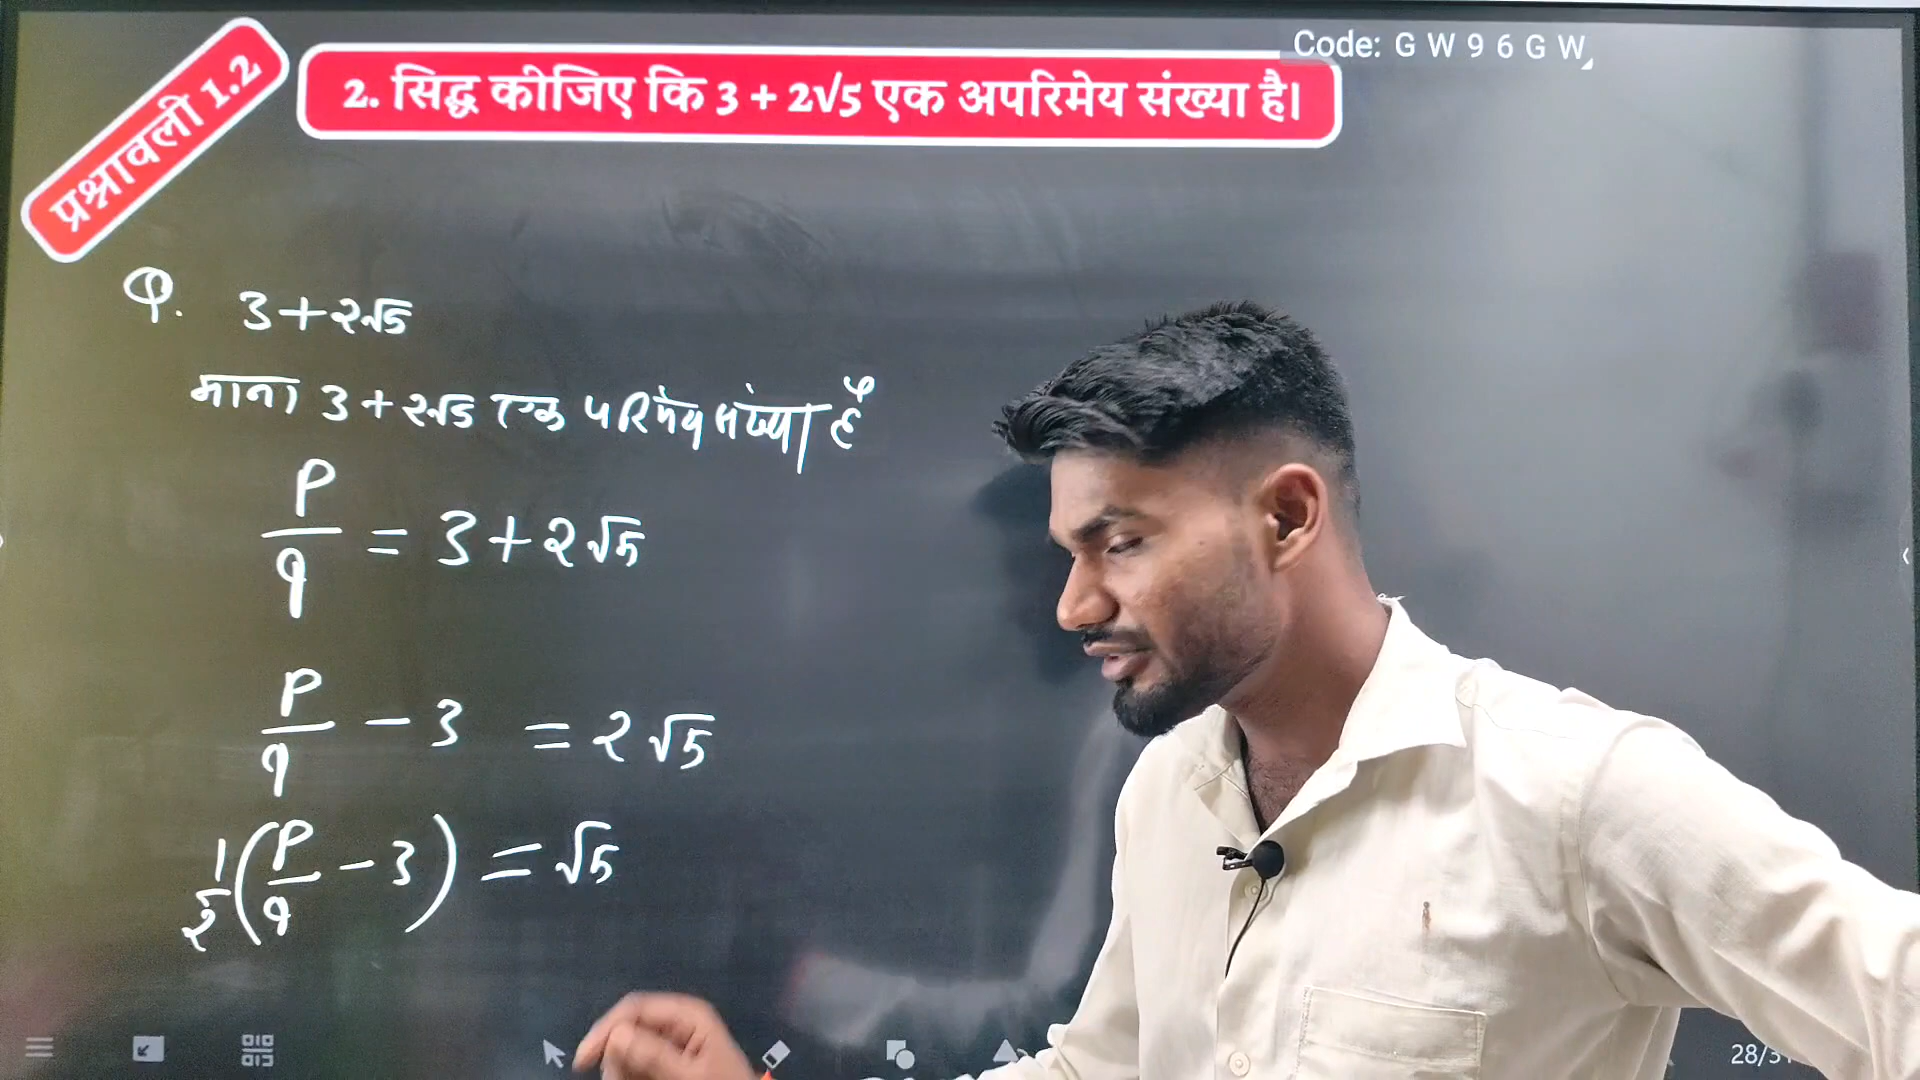 Code: G W 9 6 G W
प्रश्नावली 1.2
2. सिद्ध कीजिए कि 3 + 2√5 एक अपरिमेय संख्या है।
Q. 3+2√5
माना 3+2√5 एक परिमेय संख्या है
p/q = 3+2√5
p/q - 3 = 2√5
1/2 (p/q - 3) = √5